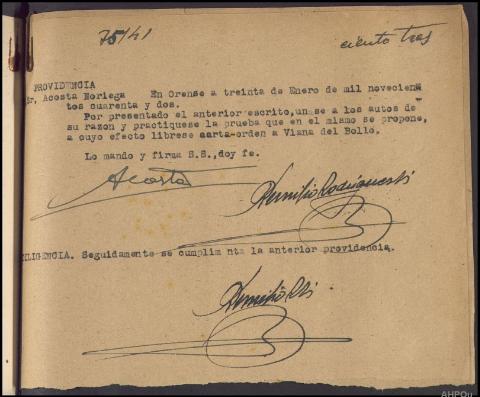 75/41
ciento tres
PROVIDENCIA
Sr. Acosta Noriega En Orense a treinta de Enero de mil novecien
tos cuarenta y dos.
Por presentado el anterior escrito,unase a los autos de
su razon y practiquese la prueba que en el mismo se propone,
a cuyo efecto librese carta-orden a Viana del Bollo.
Lo mando y firma S.S.,doy fe.
Acosta
ILIGENCIA. Seguidamente se cumplim nta la anterior providencia.
AHPOu